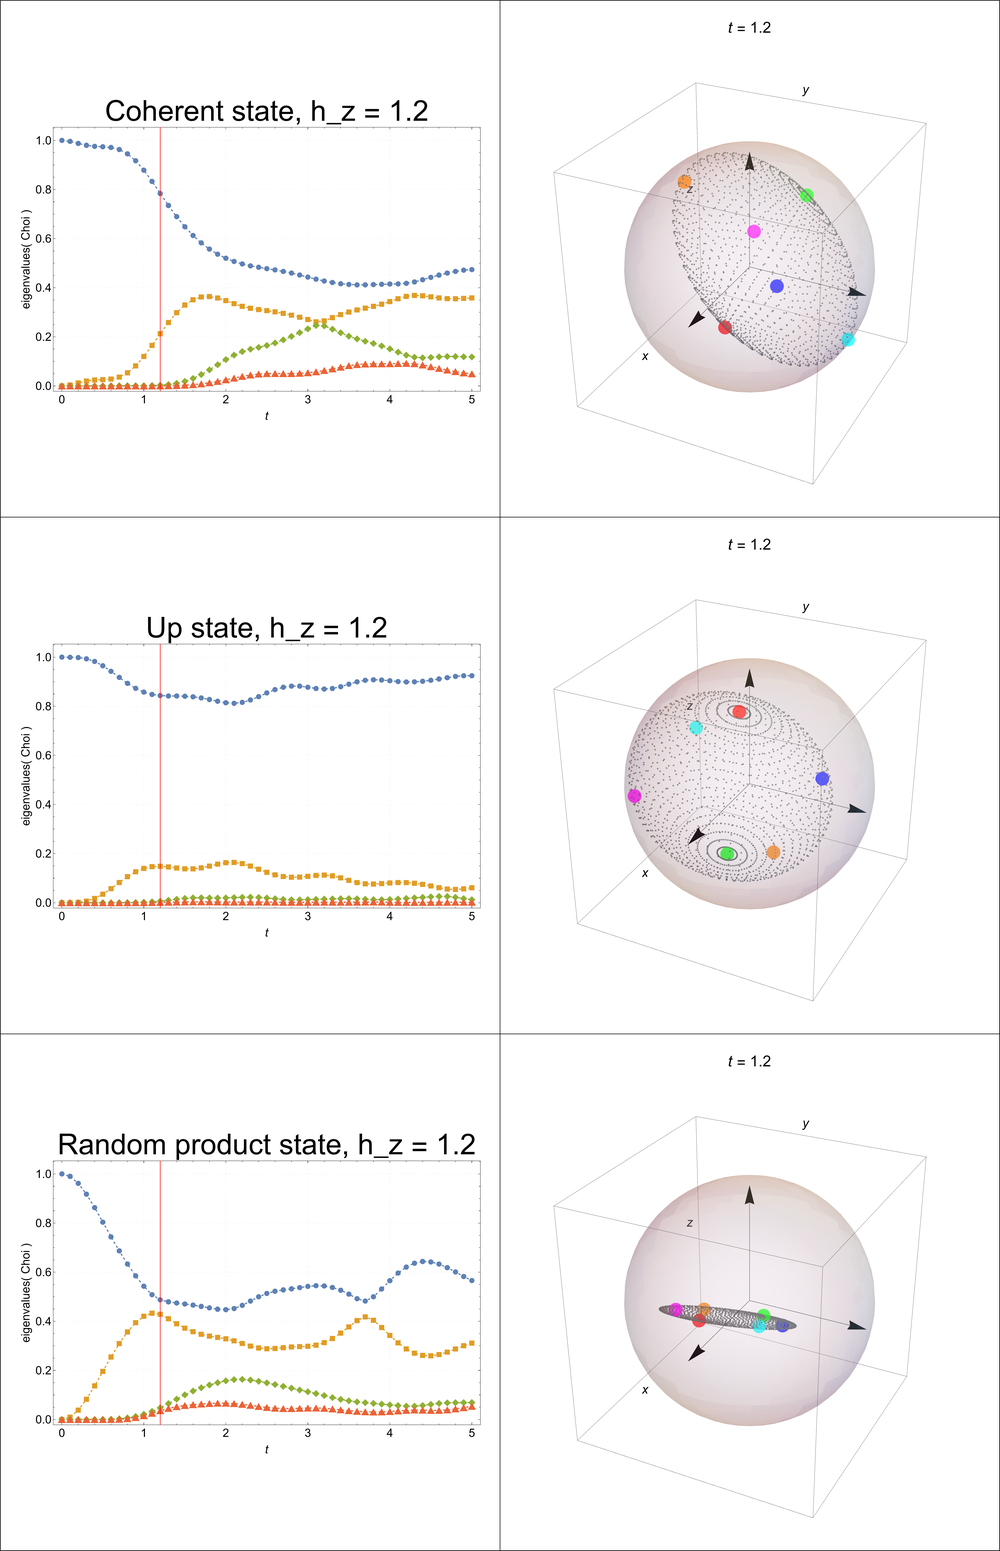 t = 1.2
Coherent state, h_z = 1.2
eigenvalues( Choi )
1.0
0.8
0.6
0.4
0.2
0.0
0 1 2 3 4 5
t
y
z
x
t = 1.2
Up state, h_z = 1.2
eigenvalues( Choi )
1.0
0.8
0.6
0.4
0.2
0.0
0 1 2 3 4 5
t
y
z
x
t = 1.2
Random product state, h_z = 1.2
eigenvalues( Choi )
1.0
0.8
0.6
0.4
0.2
0.0
0 1 2 3 4 5
t
y
z
x